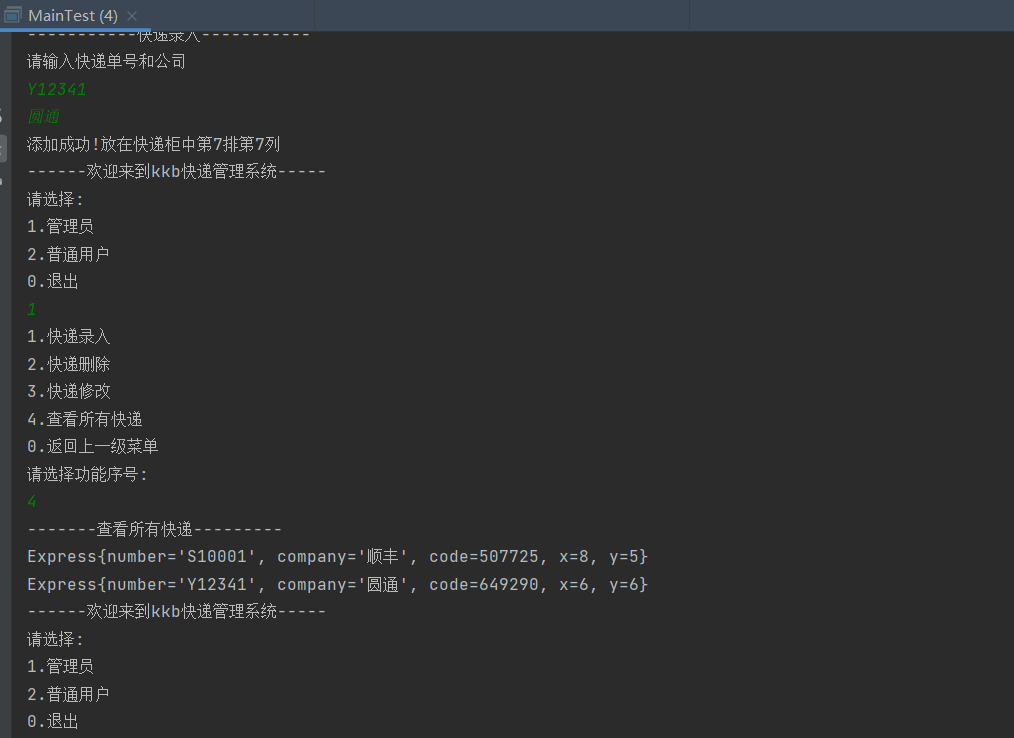 MainTest (4)
-----------快递录入-----------
请输入快递单号和公司
Y12341
圆通
添加成功!放在快递柜中第7排第7列
------欢迎来到kkb快递管理系统-----
请选择:
1.管理员
2.普通用户
0.退出
1
1.快递录入
2.快递删除
3.快递修改
4.查看所有快递
0.返回上一级菜单
请选择功能序号:
4
-------查看所有快递---------
Express{number='S10001', company='顺丰', code=507725, x=8, y=5}
Express{number='Y12341', company='圆通', code=649290, x=6, y=6}
------欢迎来到kkb快递管理系统-----
请选择:
1.管理员
2.普通用户
0.退出